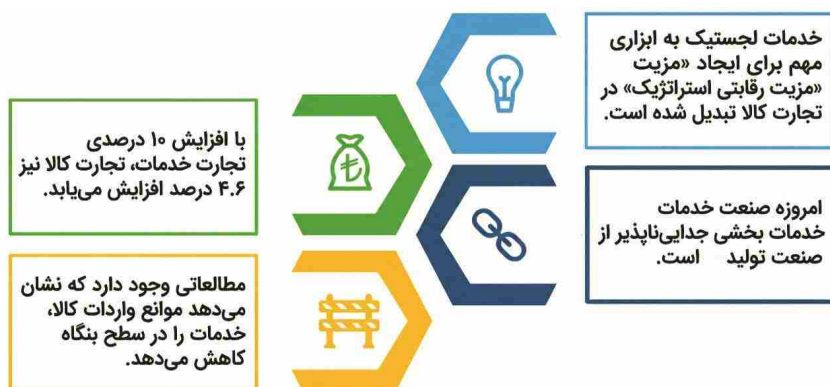 خدمات لجستیک به ابزاری
مهم برای ایجاد «مزیت
«مزیت رقابتی استراتژیک» در
تجارت کالا تبدیل شده است.
با افزایش ۱۰ درصدی
تجارت خدمات، تجارت کالا نیز
۴.۶ درصد افزایش می‌یابد.
امروزه صنعت خدمات
خدمات بخشی جدایی‌ناپذیر از
صنعت تولید است.
مطالعاتی وجود دارد که نشان
می‌دهد موانع واردات کالا،
خدمات را در سطح بنگاه
کاهش می‌دهد.